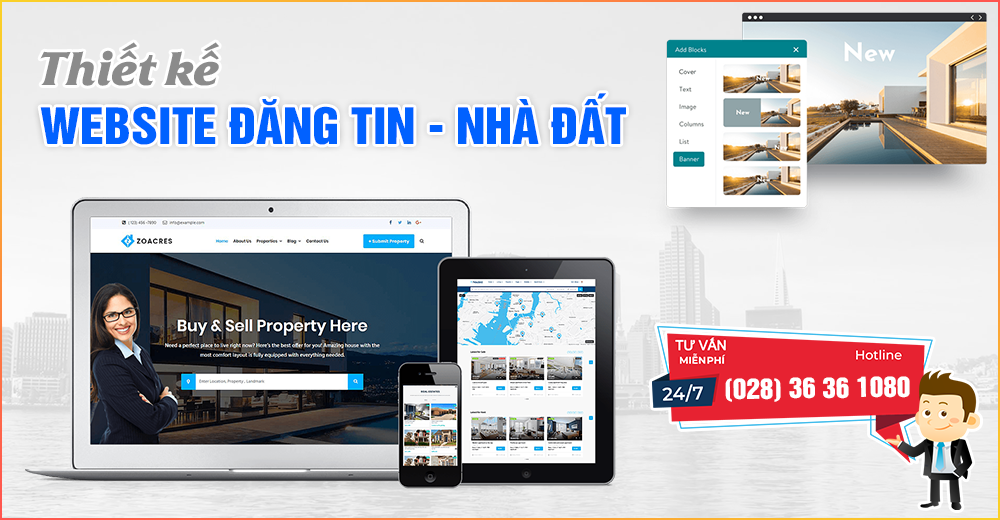 Thiết kế
WEBSITE ĐĂNG TIN - NHÀ ĐẤT
Add Blocks
Cover
Text
Image
Columns
List
Banner
New
New
info@example.com
ZOACRES
Home About Us Properties Blog Contact Us
+ Submit Property
Buy & Sell Property Here
Need a perfect place to live right now? Here's the best offer for you! Amazing house with the
most comfort layout is fully equipped with everything needed.
Enter Location, Property, Landmark
TƯ VẤN
MIỄN PHÍ
Hotline
24/7
(028) 36 36 1080